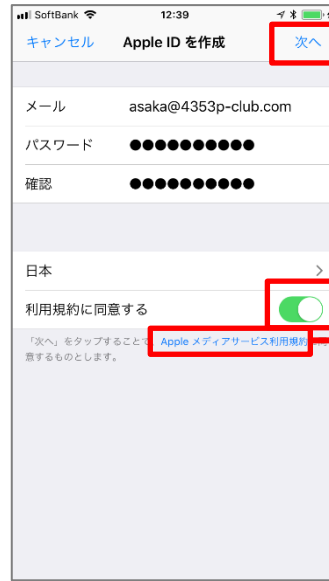 SoftBank 12:39
キャンセル Apple ID を作成 次へ
メール asaka@4353p-club.com
パスワード ●●●●●●●●●●
確認 ●●●●●●●●●●
日本
利用規約に同意する
「次へ」をタップすることで Apple メディアサービス利用規約
意するものとします。